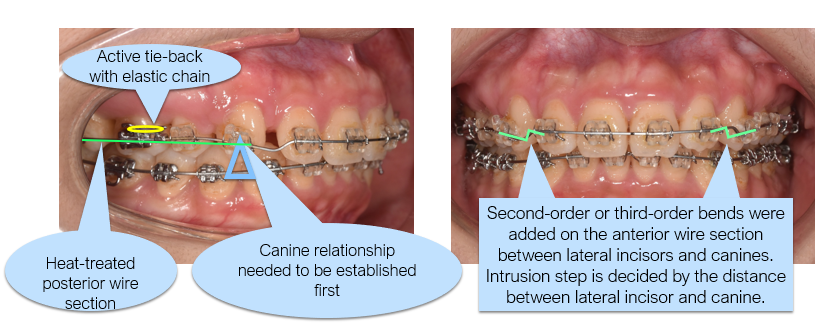 Active tie-back
with elastic chain
Heat-treated
posterior wire
section
Canine relationship
needed to be established
first
Second-order or third-order bends were
added on the anterior wire section
between lateral incisors and canines.
Intrusion step is decided by the distance
between lateral incisor and canine.